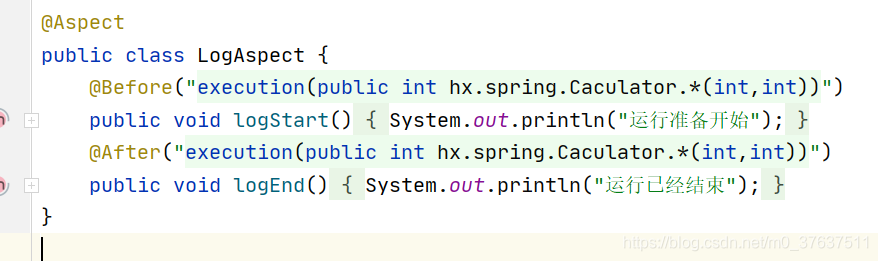 @Aspect
public class LogAspect {
@Before("execution(public int hx.spring.Caculator.*(int,int))")
public void logStart() { System.out.println("运行准备开始"); }
@After("execution(public int hx.spring.Caculator.*(int,int))")
public void logEnd() { System.out.println("运行已经结束"); }
}
https://blog.csdn.net/m0_37637511